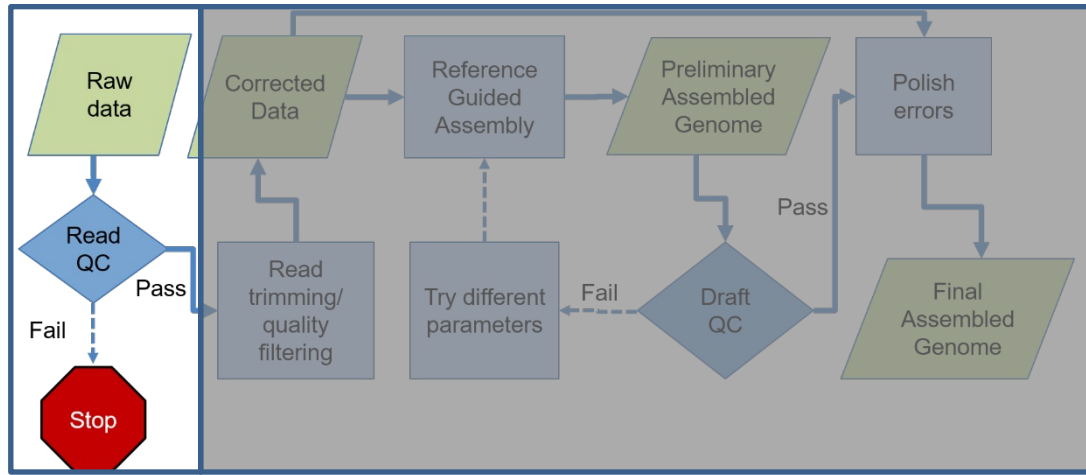 Raw
data
Read
QC
Pass
Fail
Stop
Corrected
Data
Read
trimming/
quality
filtering
Reference
Guided
Assembly
Try different
parameters
Preliminary
Assembled
Genome
Fail
Draft
QC
Pass
Polish
errors
Final
Assembled
Genome